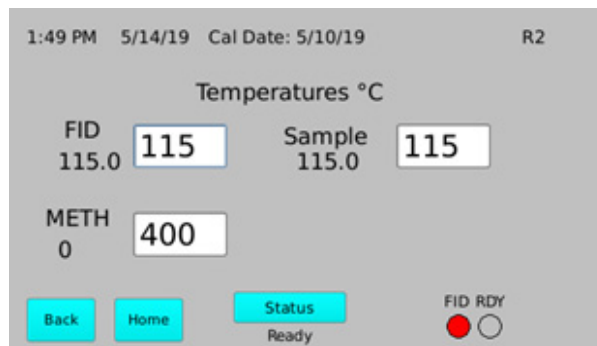 1:49 PM 5/14/19 Cal Date: 5/10/19 R2
Temperatures °C
FID 115.0 115 Sample 115.0 115
METH 0 400
Back Home Status FID RDY
Ready